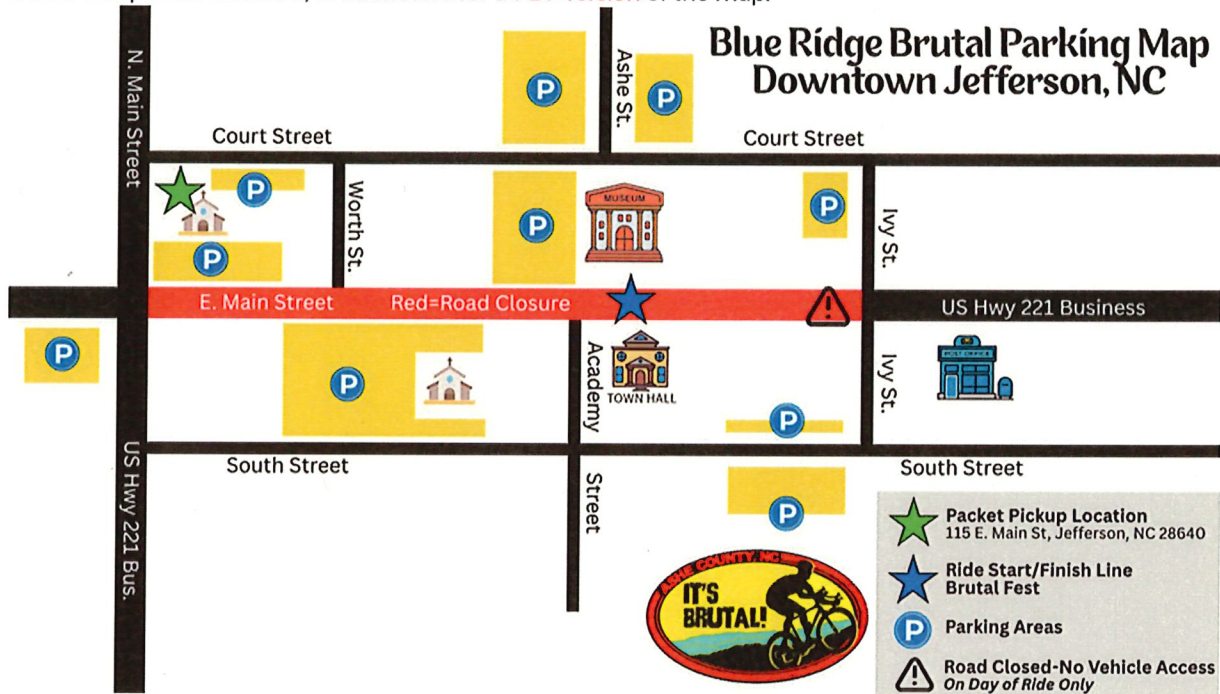 Blue Ridge Brutal Parking Map
Downtown Jefferson, NC
N. Main Street
Ashe St.
P
P
Court Street
Court Street
P
Worth St.
P
MUSEUM
P
Ivy St.
P
E. Main Street
Red=Road Closure
US Hwy 221 Business
P
P
Academy
TOWN HALL
POST OFFICE
Ivy St.
P
US Hwy 221 Bus.
South Street
South Street
Street
P
ASHE COUNTY, NC
IT'S
BRUTAL!
Packet Pickup Location
115 E. Main St, Jefferson, NC 28640
Ride Start/Finish Line
Brutal Fest
P Parking Areas
Road Closed-No Vehicle Access
On Day of Ride Only